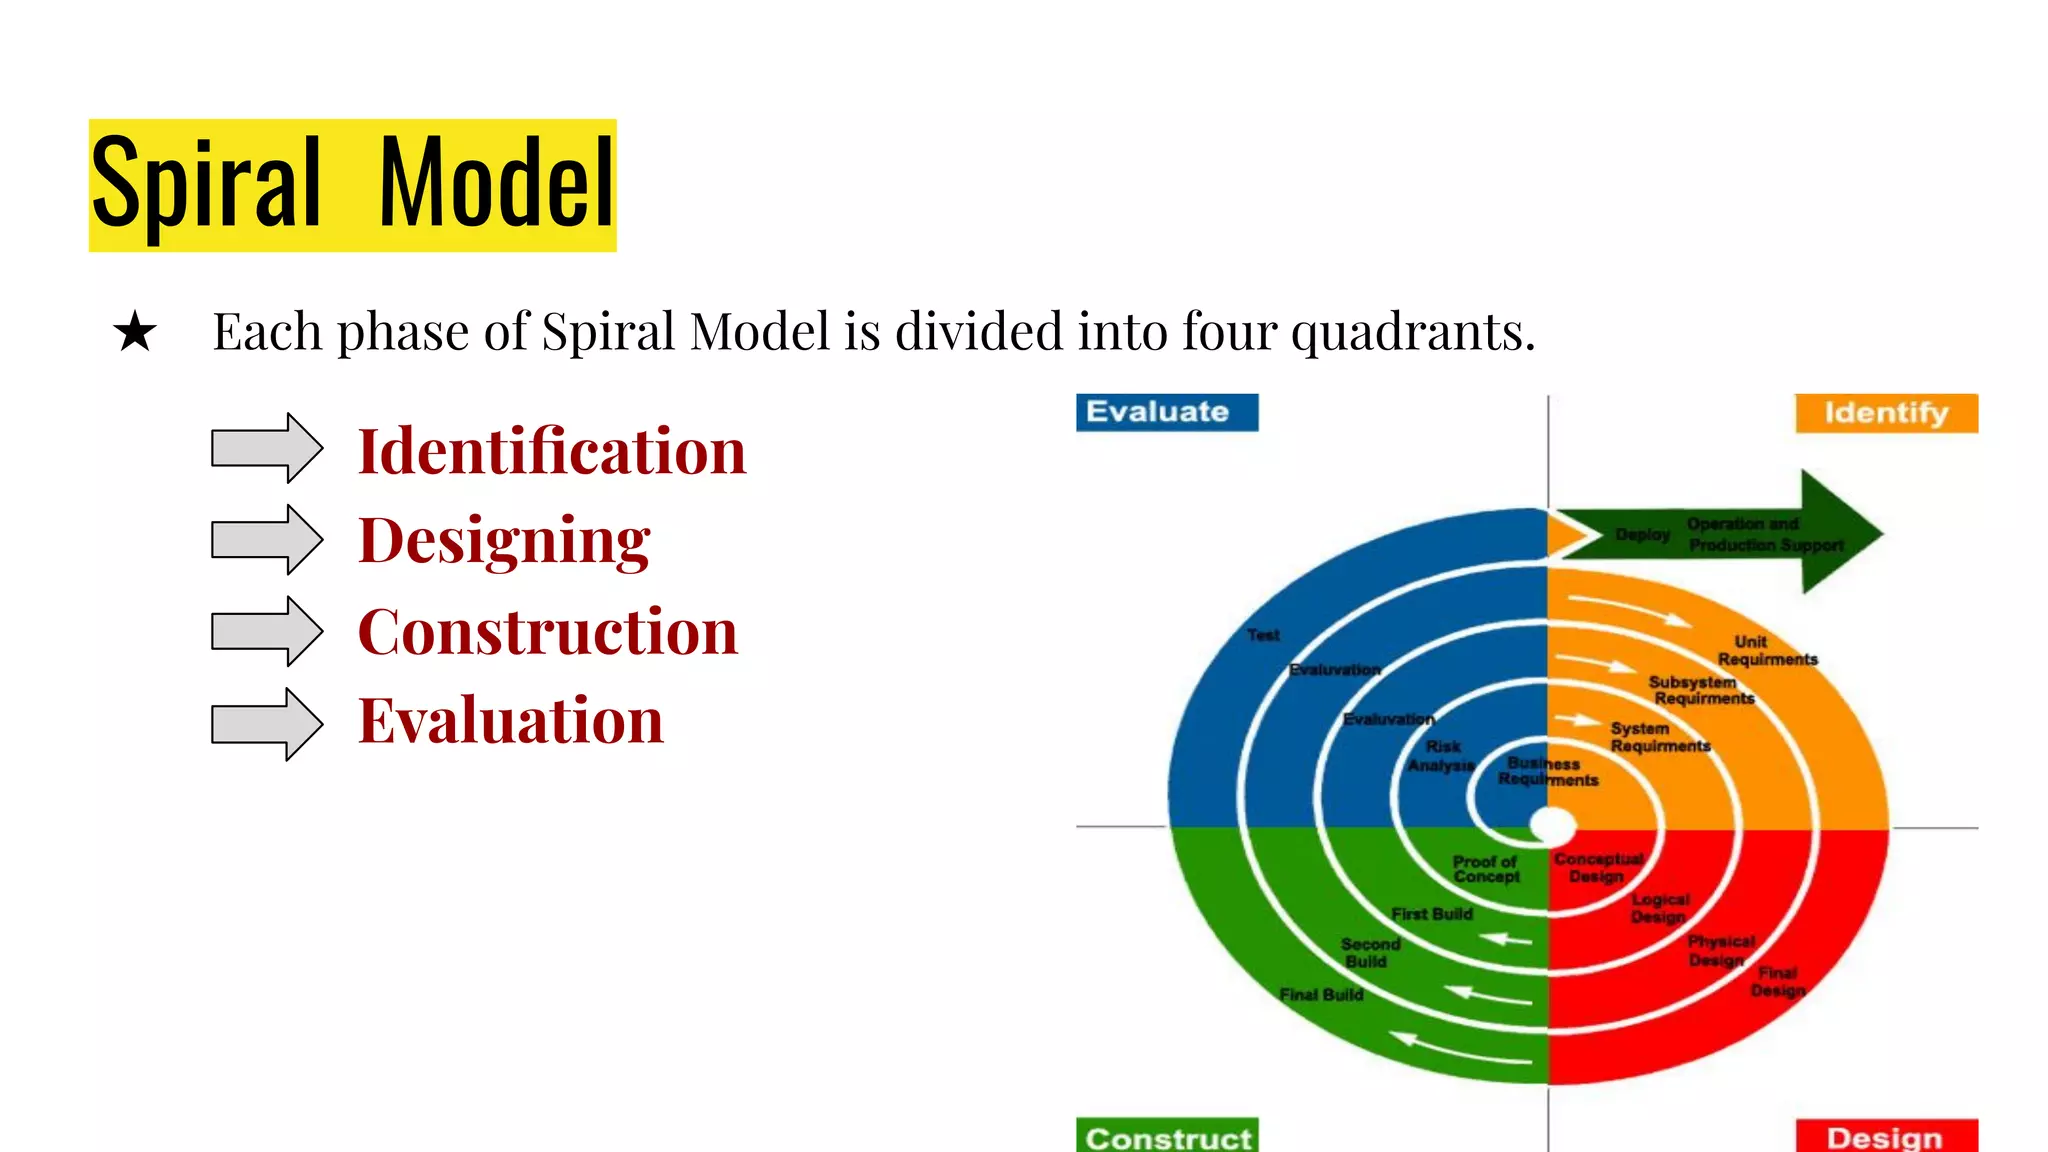 Spiral Model
★ Each phase of Spiral Model is divided into four quadrants.
Identification
Designing
Construction
Evaluation
Evaluate
Identify
Deploy
Operation and
Production Support
Test
Evaluvation
Evaluvation
Risk
Analysis
Business
Requirments
Unit
Requirments
Subsystem
Requirments
System
Requirments
Proof of
Concept
Conceptual
Design
First Build
Logical
Design
Second
Build
Physical
Design
Final Build
Final
Design
Construct
Design